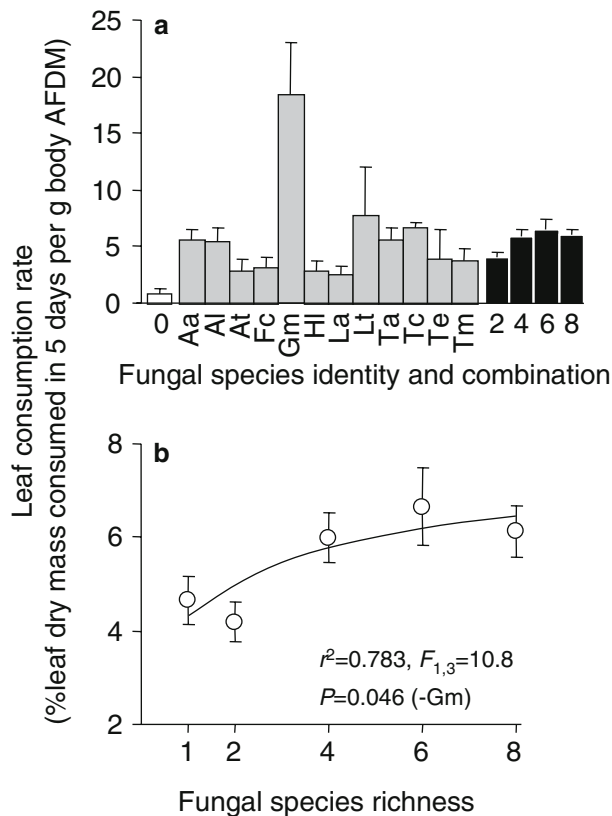 a
25
20
15
10
5
0
0 Aa Al At Fc Gm Hl La Lt Ta Tc Te Tm 2 4 6 8
Fungal species identity and combination
Leaf consumption rate
(%leaf dry mass consumed in 5 days per g body AFDM)
b
8
6
4
2
r²=0.783, F₁,₃=10.8
P=0.046 (-Gm)
1 2 4 6 8
Fungal species richness